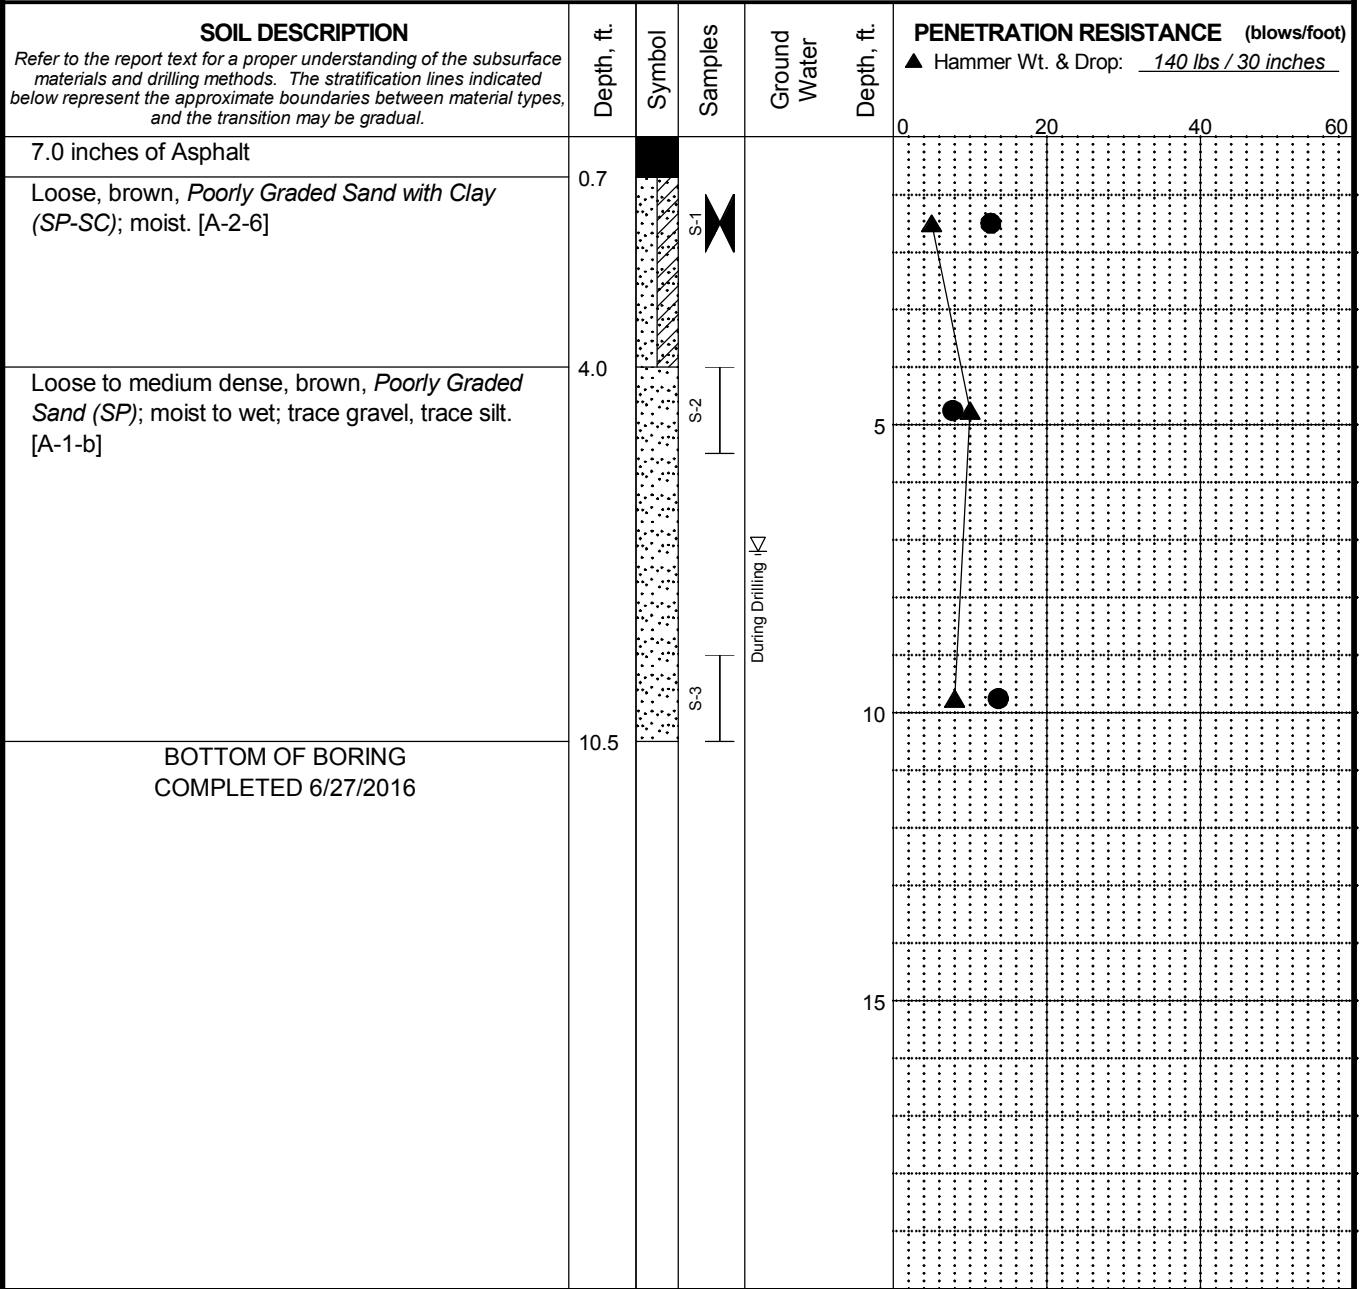 SOIL DESCRIPTION
Refer to the report text for a proper understanding of the subsurface
materials and drilling methods. The stratification lines indicated
below represent the approximate boundaries between material types,
and the transition may be gradual.
Depth, ft.
Symbol
Samples
Ground
Water
Depth, ft.
PENETRATION RESISTANCE (blows/foot)
▲ Hammer Wt. & Drop: 140 lbs / 30 inches
0 20 40 60
7.0 inches of Asphalt
0.7
Loose, brown, Poorly Graded Sand with Clay
(SP-SC); moist. [A-2-6]
S-1
4.0
Loose to medium dense, brown, Poorly Graded
Sand (SP); moist to wet; trace gravel, trace silt.
[A-1-b]
S-2
5
During Drilling
S-3
10
10.5
BOTTOM OF BORING
COMPLETED 6/27/2016
15